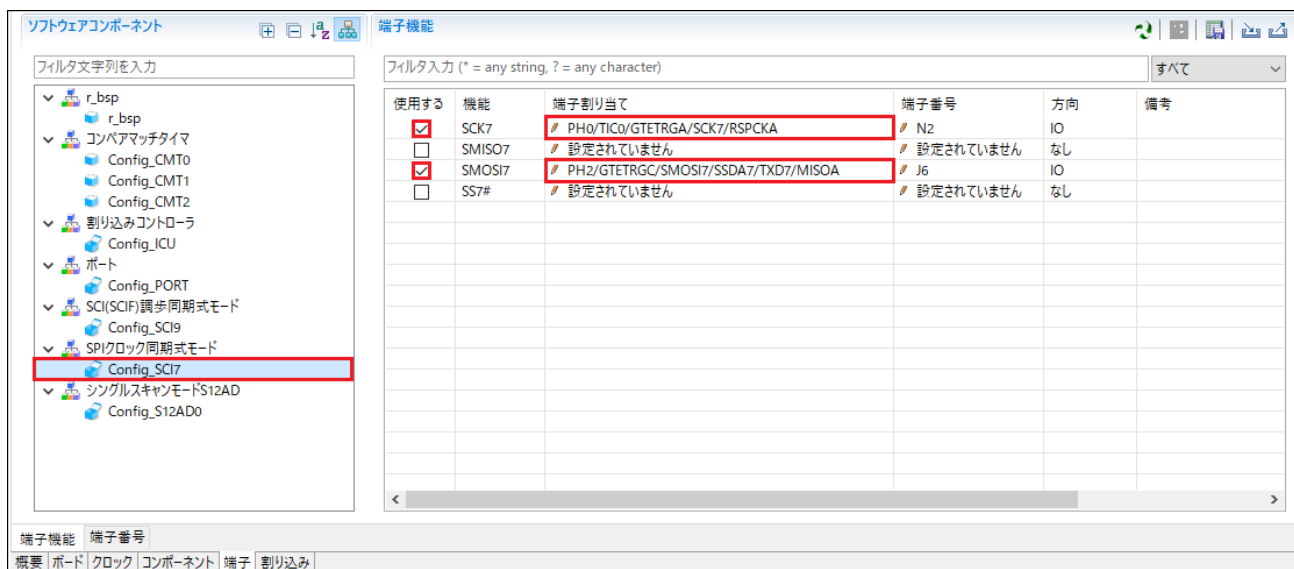 ソフトウェアコンポーネント
フィルタ文字列を入力
r_bsp
r_bsp
コンペアマッチタイマ
Config_CMT0
Config_CMT1
Config_CMT2
割り込みコントローラ
Config_ICU
ポート
Config_PORT
SCI(SCIF)調歩同期式モード
Config_SCI9
SPIクロック同期式モード
Config_SCI7
シングルスキャンモードS12AD
Config_S12AD0
端子機能
フィルタ入力 (* = any string, ? = any character)
すべて
使用する 機能 端子割り当て 端子番号 方向 備考
SCK7 PH0/TIC0/GTETRGA/SCK7/RSPCKA N2 IO
SMISO7 設定されていません 設定されていません なし
SMOSI7 PH2/GTETRGC/SMOSI7/SSDA7/TXD7/MISOA J6 IO
SS7# 設定されていません 設定されていません なし
端子機能 端子番号
概要 ボード クロック コンポーネント 端子 割り込み